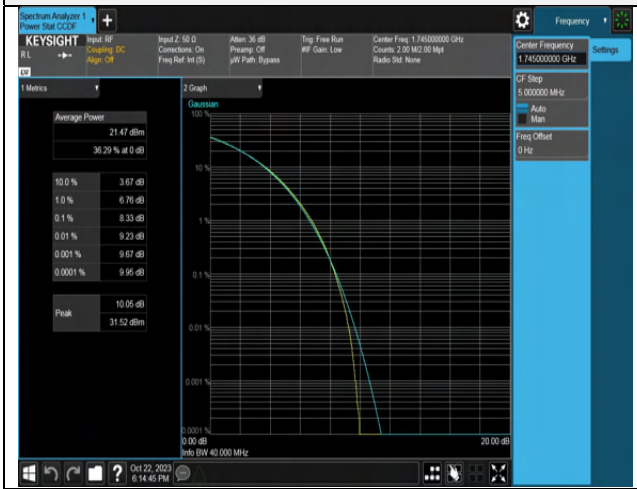 Spectrum Analyzer 1
Power Stat CCDF
Frequency
KEYSIGHT
RL
LV
Input: RF
Coupling: DC
Align: Off
Input Z: 50 Ω
Corrections: On
Freq Ref: Int (S)
Atten: 36 dB
Preamp: Off
µW Path: Bypass
Trig: Free Run
#IF Gain: Low
Center Freq: 1.745000000 GHz
Counts: 2.00 M/2.00 Mpt
Radio Std: None
Center Frequency
1.745000000 GHz
Settings
CF Step
5.000000 MHz
Auto
Man
Freq Offset
0 Hz
1 Metrics
Average Power
21.47 dBm
36.29 % at 0 dB
10.0 % 3.67 dB
1.0 % 6.76 dB
0.1 % 8.33 dB
0.01 % 9.23 dB
0.001 % 9.67 dB
0.0001 % 9.95 dB
Peak
10.05 dB
31.52 dBm
2 Graph
Gaussian
100 %
10 %
1 %
0.1 %
0.01 %
0.001 %
0.0001 %
0.00 dB
20.00 dB
Info BW 40.000 MHz
Oct 22, 2023
6:14:45 PM